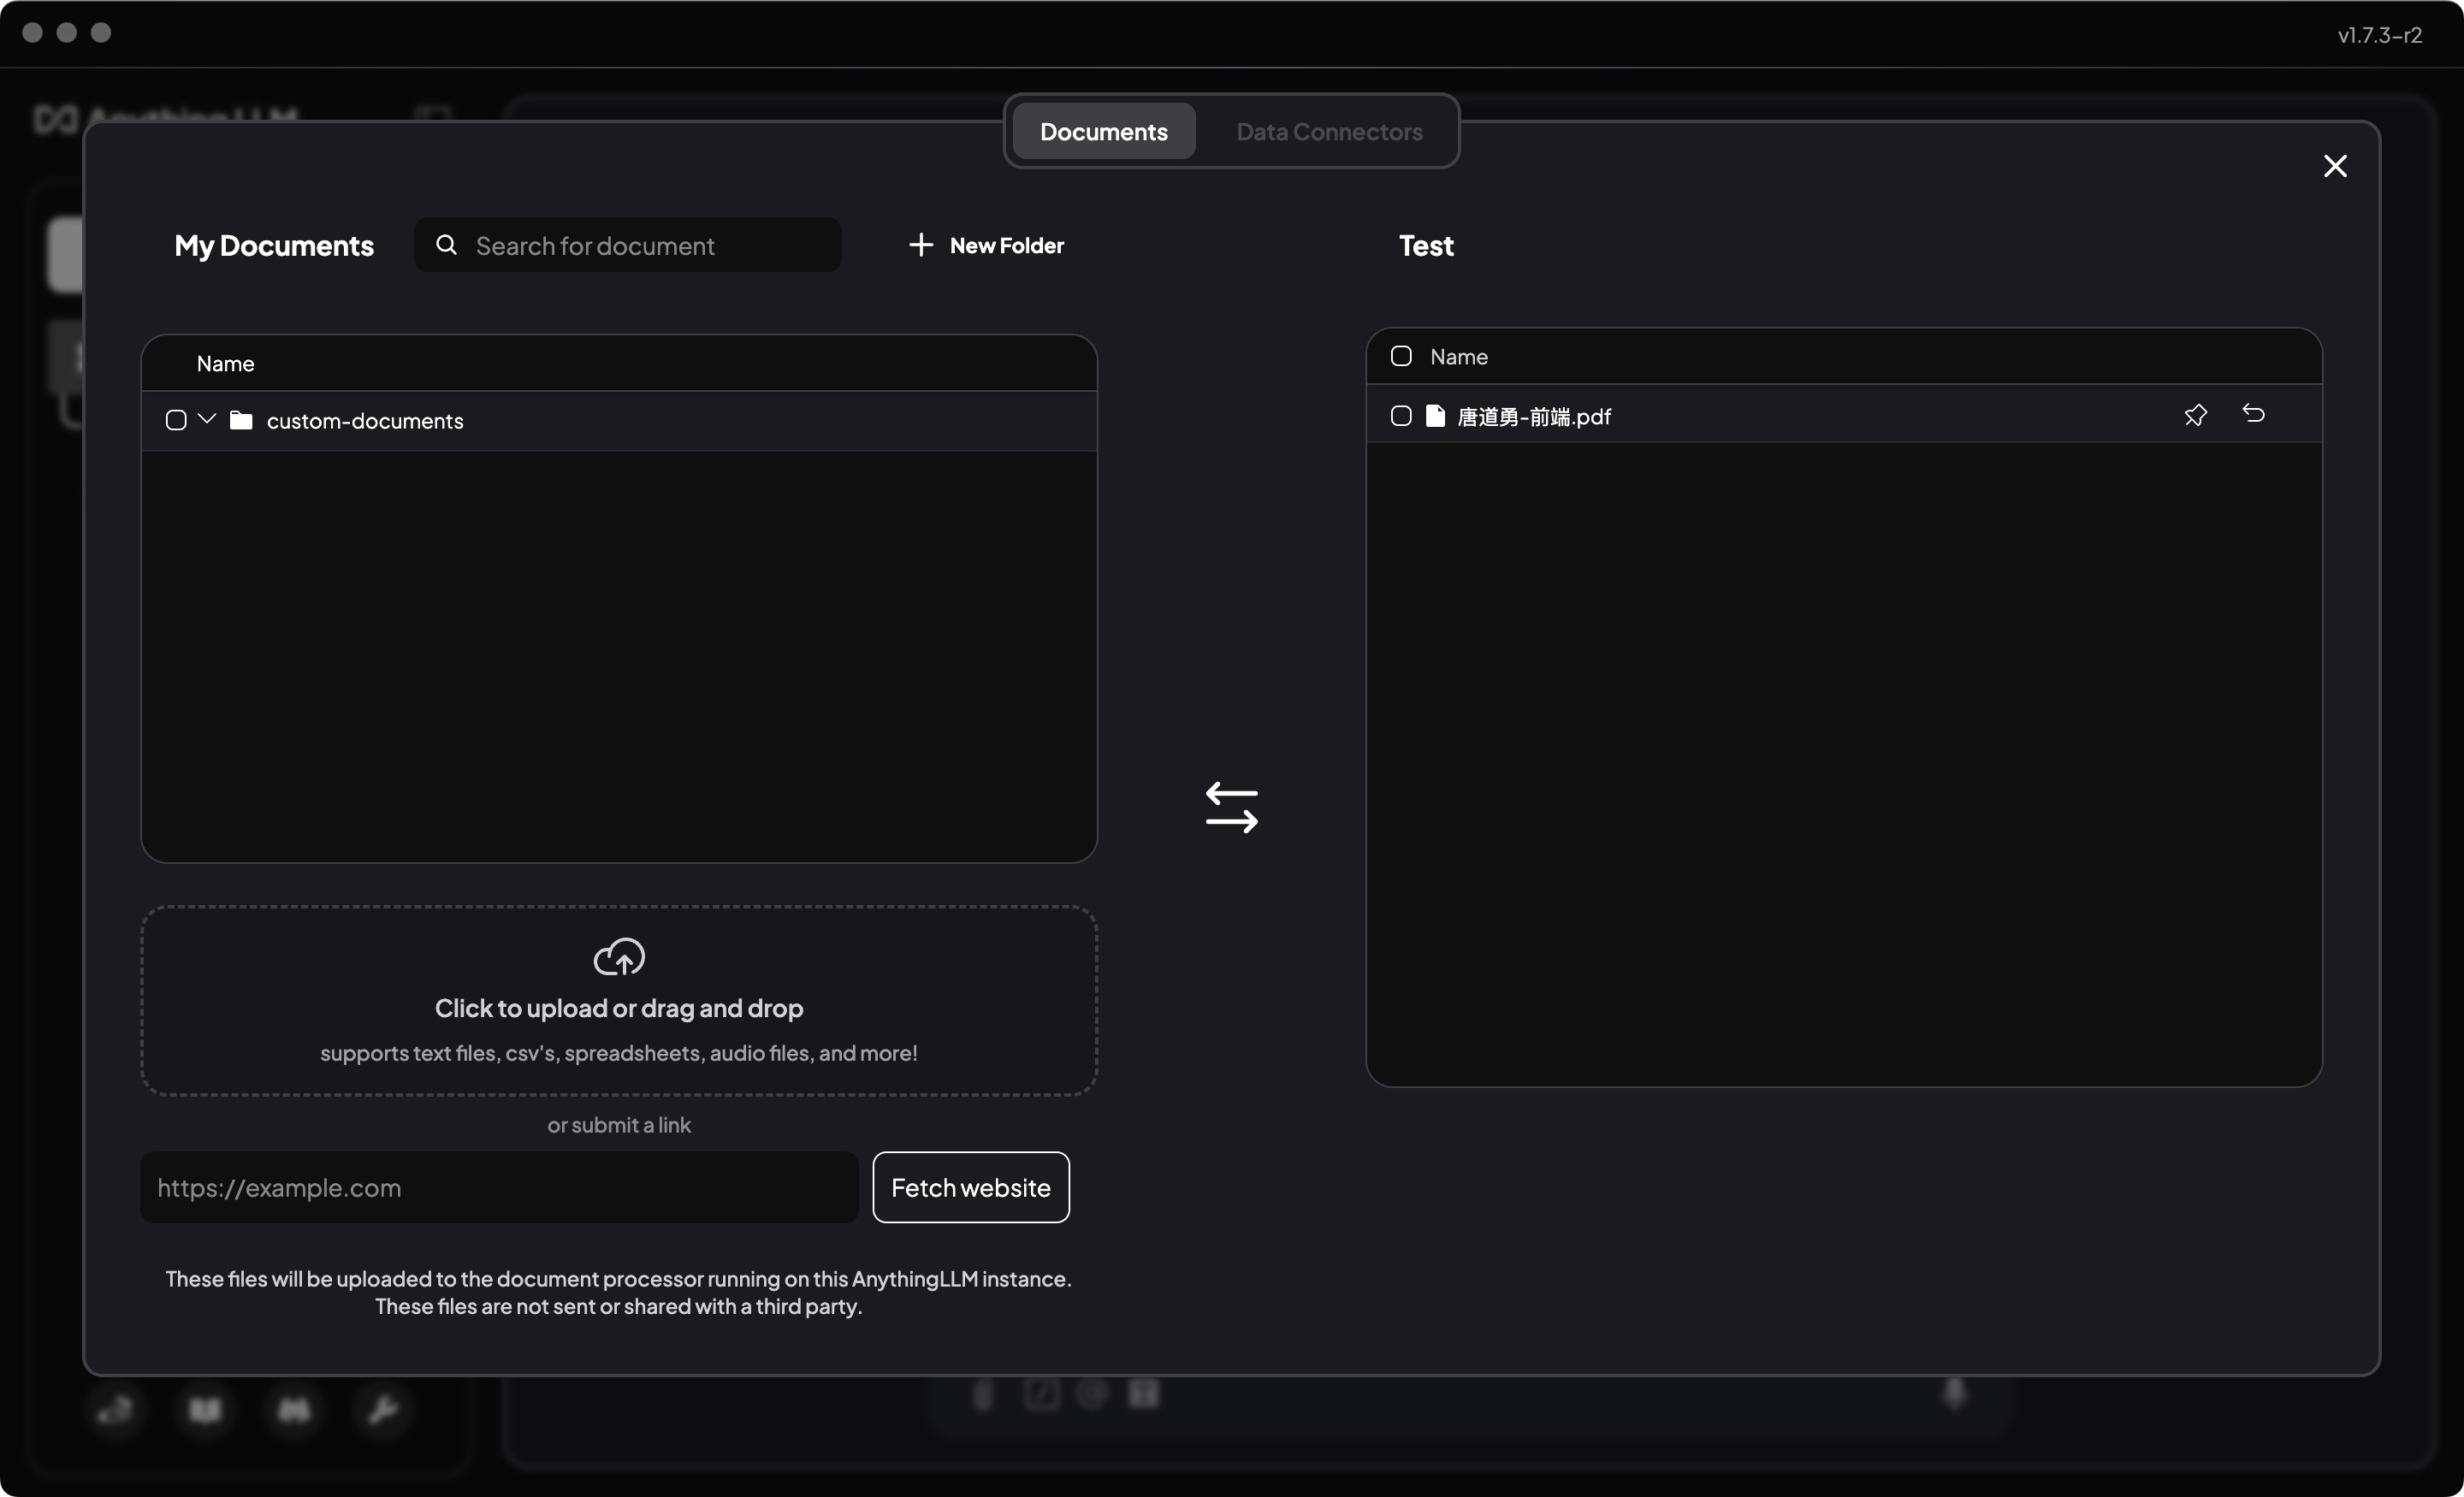 v1.7.3-r2
AnythingLLM
Documents
Data Connectors
My Documents
Search for document
New Folder
Name
custom-documents
Click to upload or drag and drop
supports text files, csv's, spreadsheets, audio files, and more!
or submit a link
https://example.com
Fetch website
These files will be uploaded to the document processor running on this AnythingLLM instance.
These files are not sent or shared with a third party.
Test
Name
唐道勇-前端.pdf